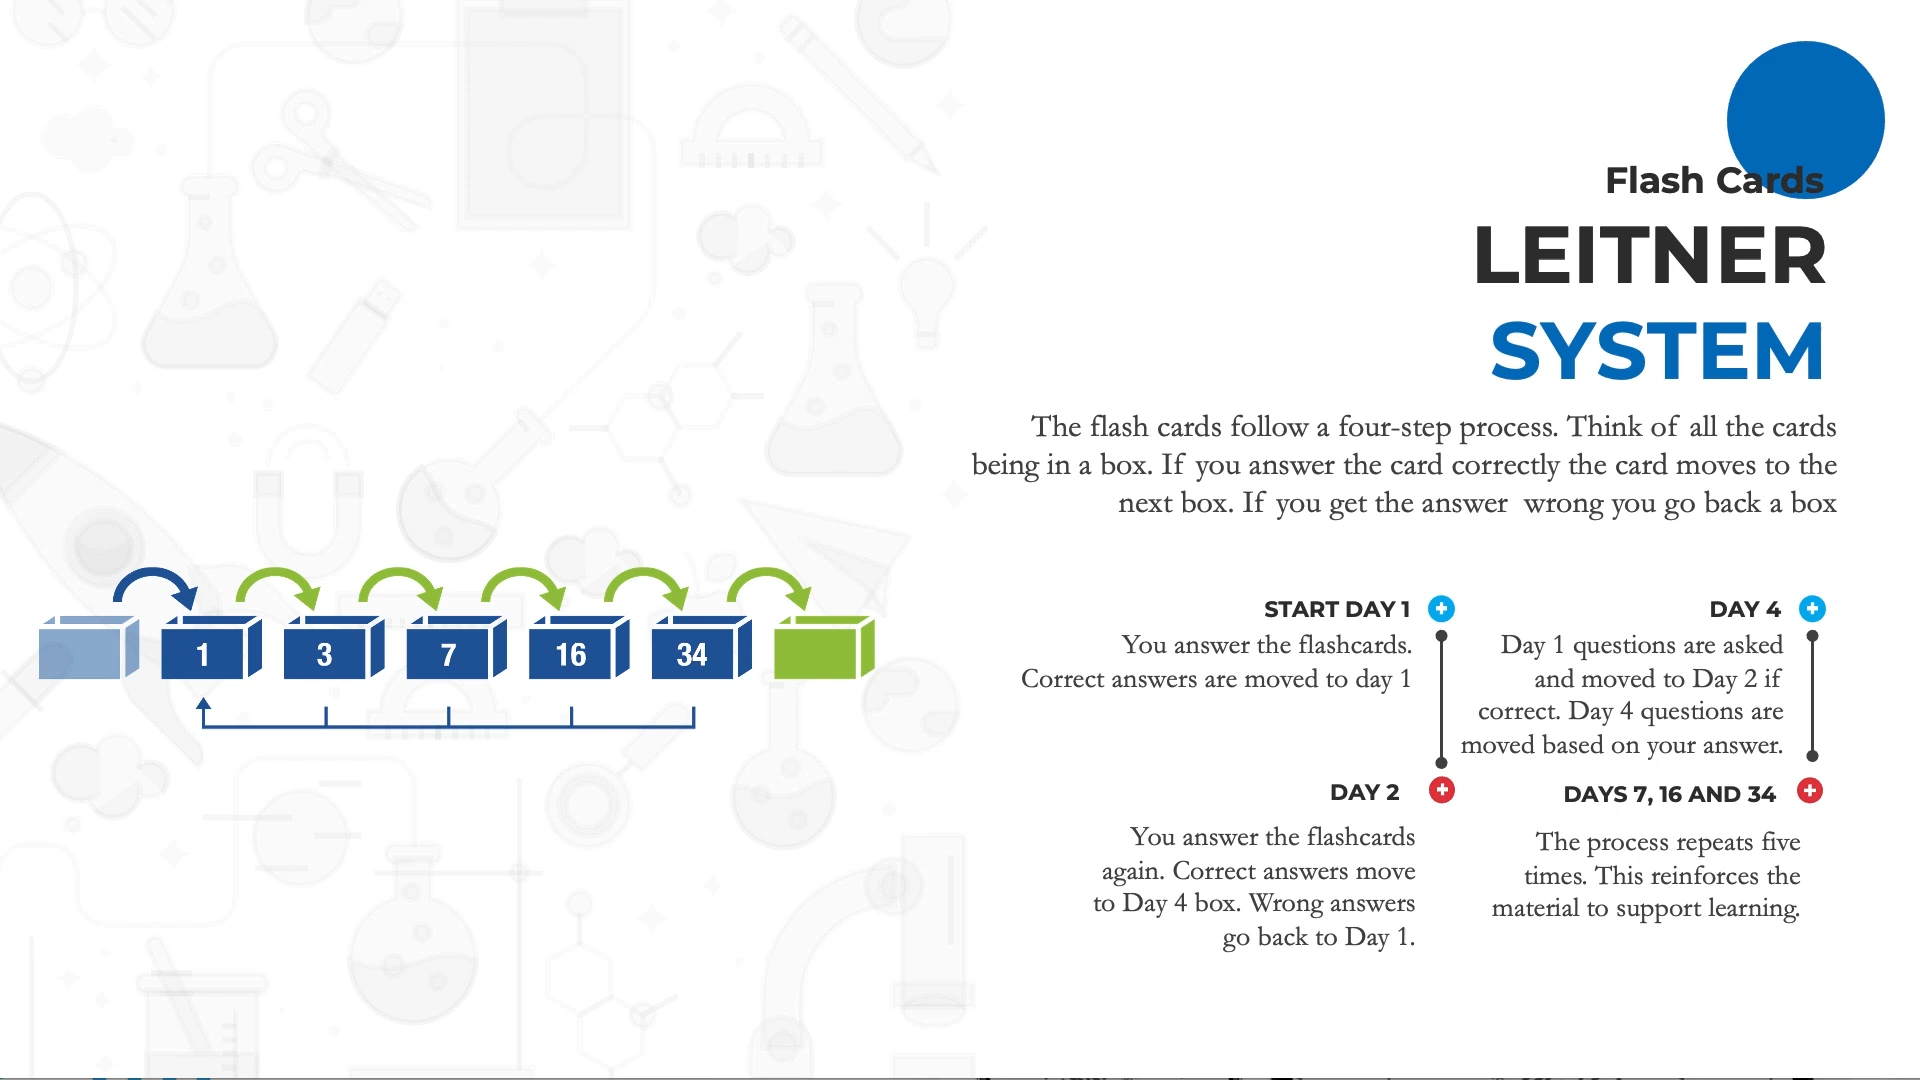 Flash Cards
LEITNER
SYSTEM
The flash cards follow a four-step process. Think of all the cards
being in a box. If you answer the card correctly the card moves to the
next box. If you get the answer wrong you go back a box
1 3 7 16 34
START DAY 1
You answer the flashcards.
Correct answers are moved to day 1
DAY 2
You answer the flashcards
again. Correct answers move
to Day 4 box. Wrong answers
go back to Day 1.
DAY 4
Day 1 questions are asked
and moved to Day 2 if
correct. Day 4 questions are
moved based on your answer.
DAYS 7, 16 AND 34
The process repeats five
times. This reinforces the
material to support learning.